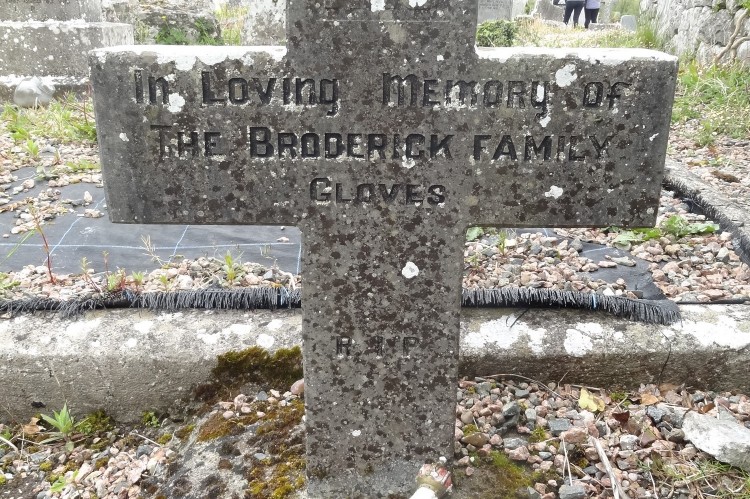 In Loving Memory of
THE BRODERICK FAMILY
GLOVES
R.I.P.